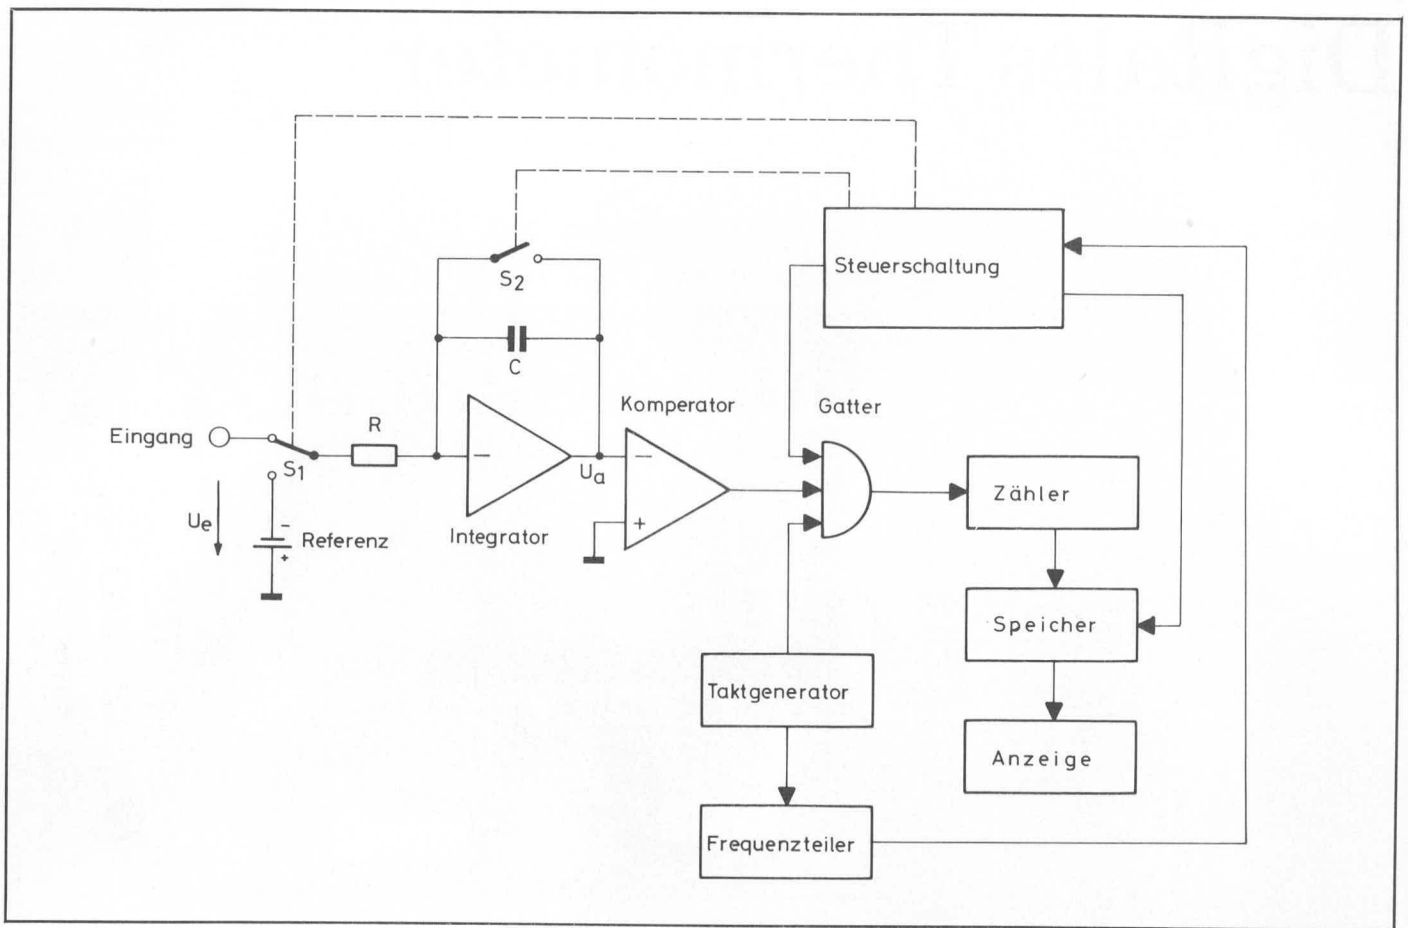 Steuerschaltung
S2
C
Komperator
Gatter
Eingang
R
S1
−
Ua
−
+
Zähler
Ue
−
+
Referenz
Integrator
Speicher
Taktgenerator
Anzeige
Frequenzteiler